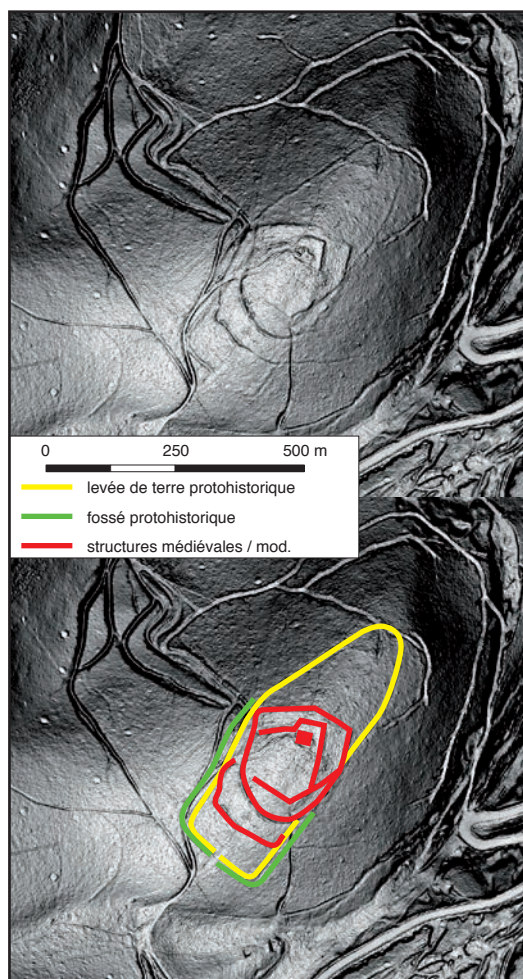 0 250 500 m
levée de terre protohistorique
fossé protohistorique
structures médiévales / mod.